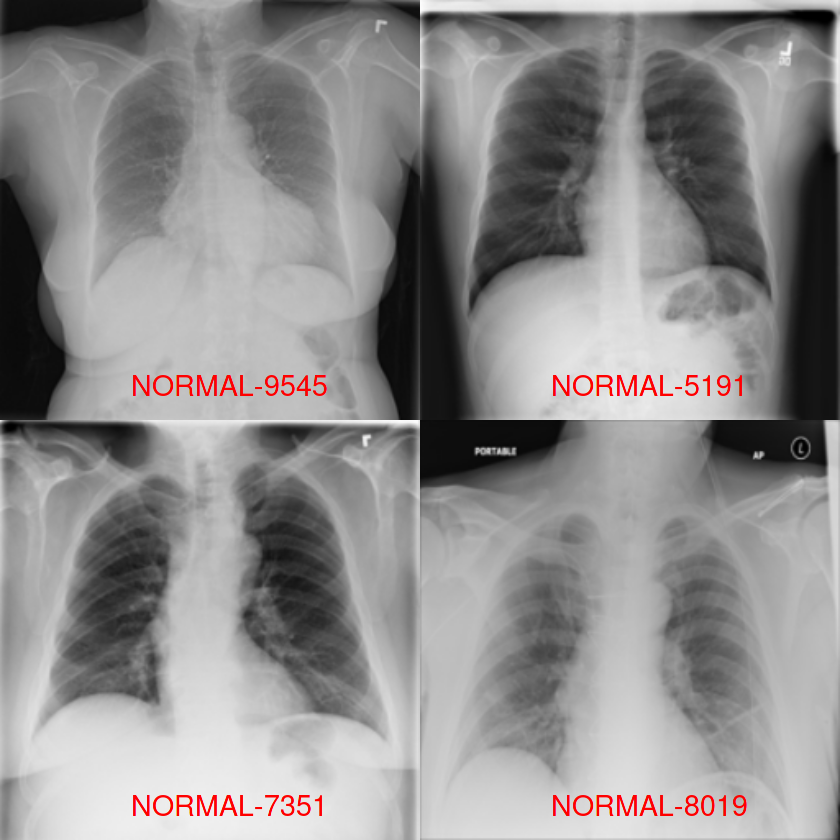 L
L
NORMAL-9545
NORMAL-5191
PORTABLE
AP
L
L
NORMAL-7351
NORMAL-8019